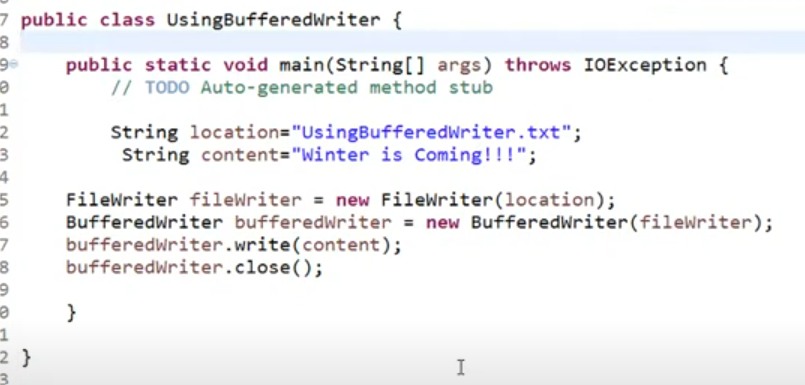 7 public class UsingBufferedWriter {
8
9 public static void main(String[] args) throws IOException {
0 // TODO Auto-generated method stub
1
2 String location="UsingBufferedWriter.txt";
3 String content="Winter is Coming!!!";
4
5 FileWriter fileWriter = new FileWriter(location);
6 BufferedWriter bufferedWriter = new BufferedWriter(fileWriter);
7 bufferedWriter.write(content);
8 bufferedWriter.close();
9
0 }
1
2 }
3